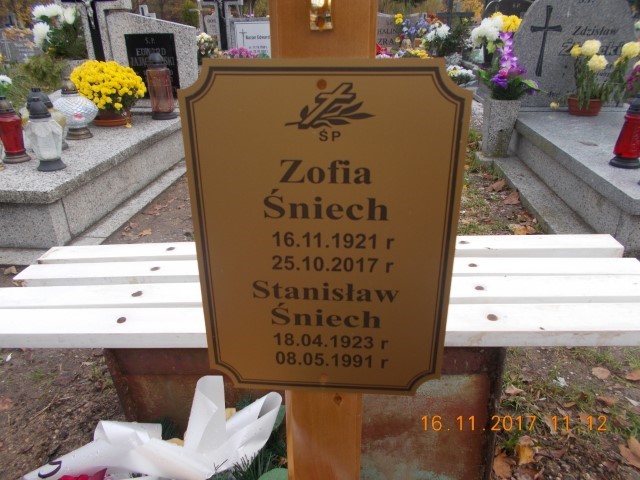 ŚP
Zofia
Śniech
16.11.1921 r
25.10.2017 r
Stanisław
Śniech
18.04.1923 r
08.05.1991 r
Zdzisław
16.11.2017 11:12